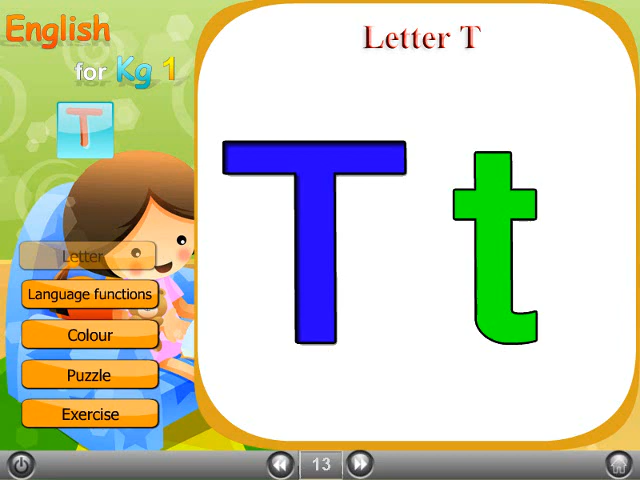 English
for Kg 1
T
Letter
Language functions
Colour
Puzzle
Exercise
Letter T
T t
13